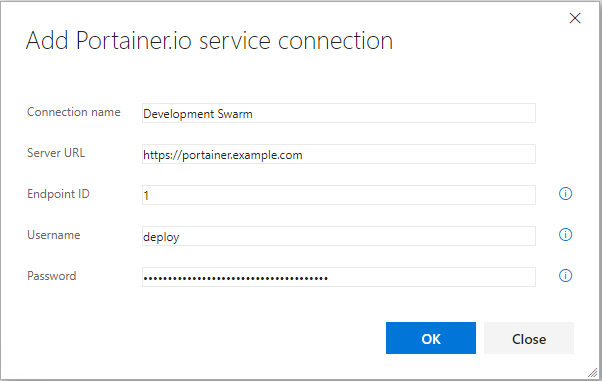 Add Portainer.io service connection
Connection name Development Swarm
Server URL https://portainer.example.com
Endpoint ID 1
Username deploy
Password ••••••••••••••••••••••••••••••••••••••
OK Close